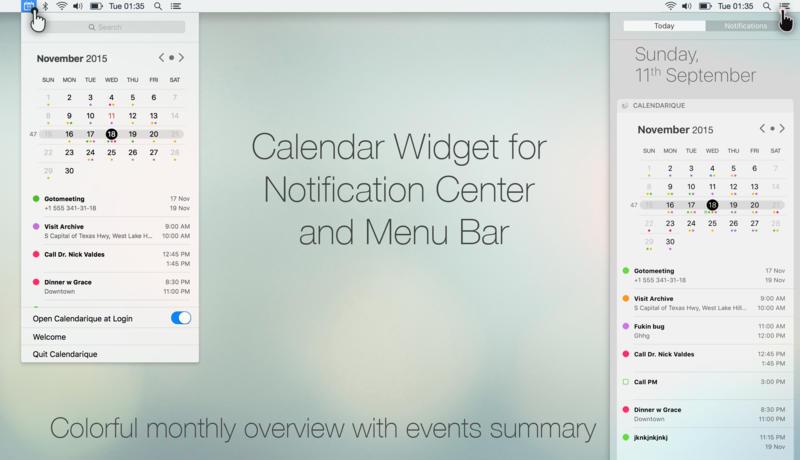 Tue 01:35
Search
November 2015
SUN MON TUE WED THU FRI SAT
1 2 3 4 5 6 7
8 9 10 11 12 13 14
47 15 16 17 18 19 20 21
22 23 24 25 26 27 28
29 30
Gotomeeting 17 Nov
+1 555 341-31-18 19 Nov
Visit Archive 9:00 AM
S Capital of Texas Hwy, West Lake H... 10:00 AM
Call Dr. Nick Valdes 12:45 PM
1:45 PM
Dinner w Grace 8:30 PM
Downtown 11:00 PM
Open Calendarique at Login
Welcome
Quit Calendarique
Calendar Widget for
Notification Center
and Menu Bar
Colorful monthly overview with events summary
Tue 01:35
Today Notifications
Sunday,
11th September
CALENDARIQUE
November 2015
SUN MON TUE WED THU FRI SAT
1 2 3 4 5 6 7
8 9 10 11 12 13 14
47 15 16 17 18 19 20 21
22 23 24 25 26 27 28
29 30
Gotomeeting 17 Nov
+1 555 341-31-18 19 Nov
Visit Archive 9:00 AM
S Capital of Texas Hwy, West Lake Hill... 10:00 AM
Fukin bug 11:00 AM
Ghhg 12:00 PM
Call Dr. Nick Valdes 12:45 PM
1:45 PM
Call PM 3:00 PM
Dinner w Grace 8:30 PM
Downtown 11:00 PM
jknkjnkjnkj 11:15 PM
19 Nov